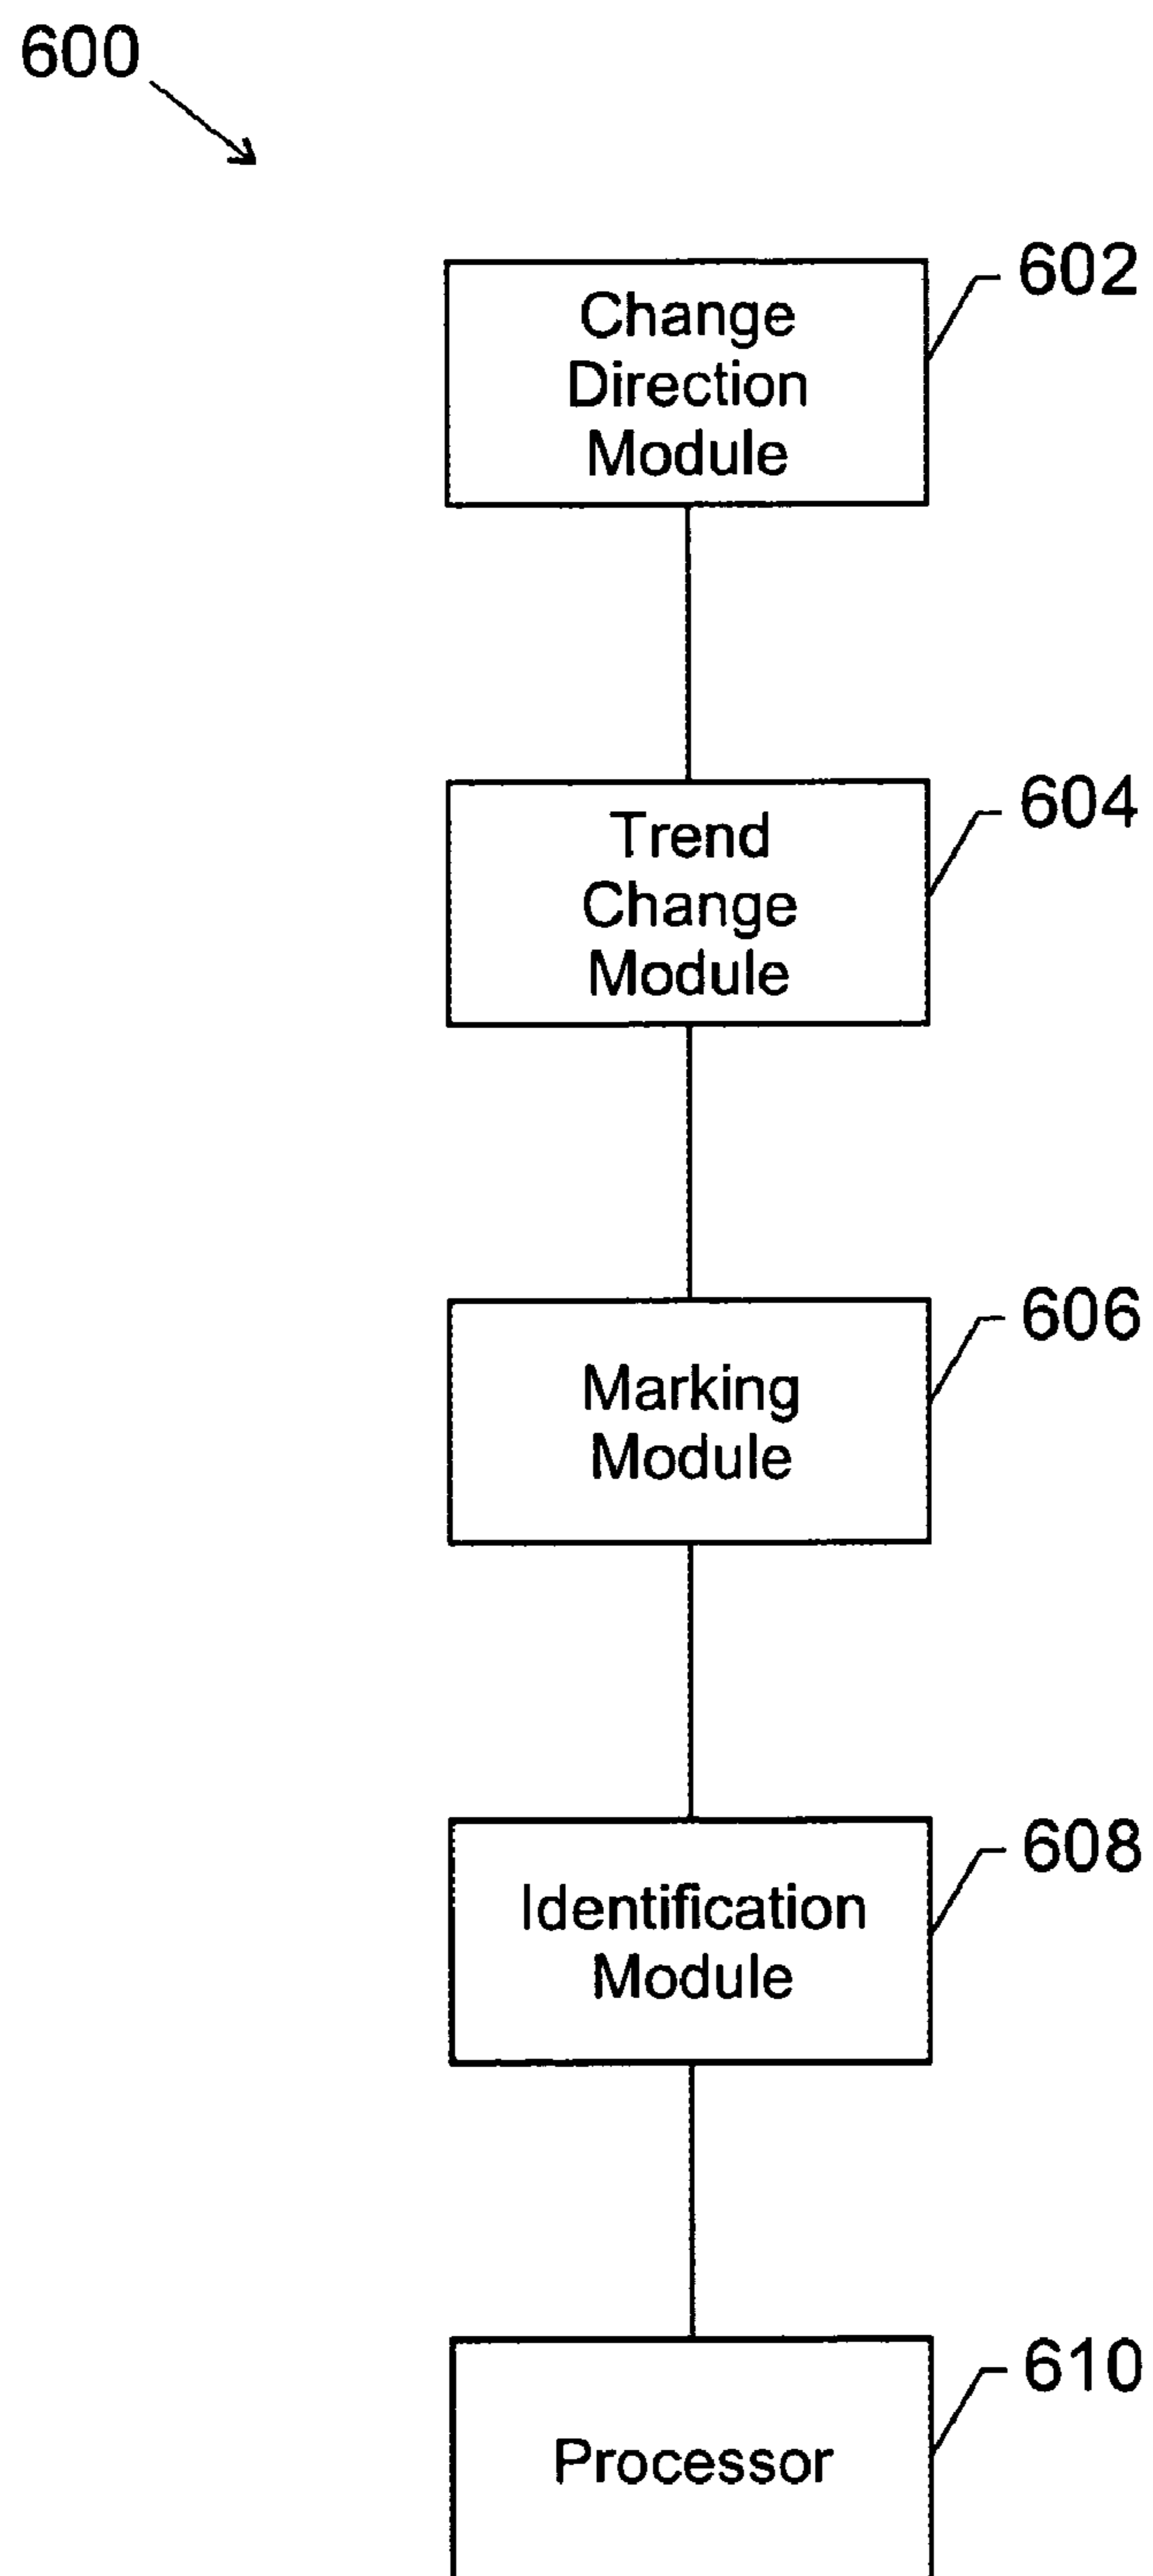 600
602
Change
Direction
Module
604
Trend
Change
Module
606
Marking
Module
608
Identification
Module
610
Processor